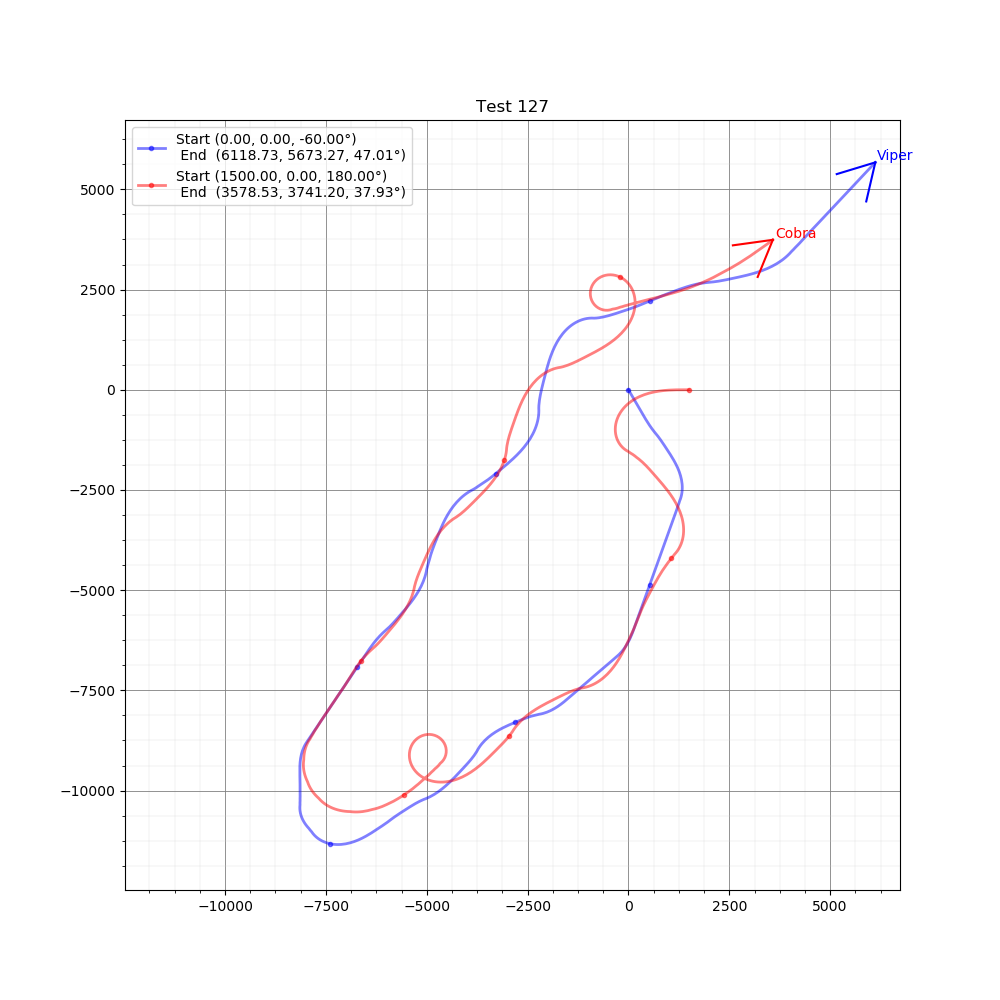 Test 127
Start (0.00, 0.00, -60.00°)
End  (6118.73, 5673.27, 47.01°)
Start (1500.00, 0.00, 180.00°)
End  (3578.53, 3741.20, 37.93°)
Viper
Cobra
5000
2500
0
−2500
−5000
−7500
−10000
−10000
−7500
−5000
−2500
0
2500
5000